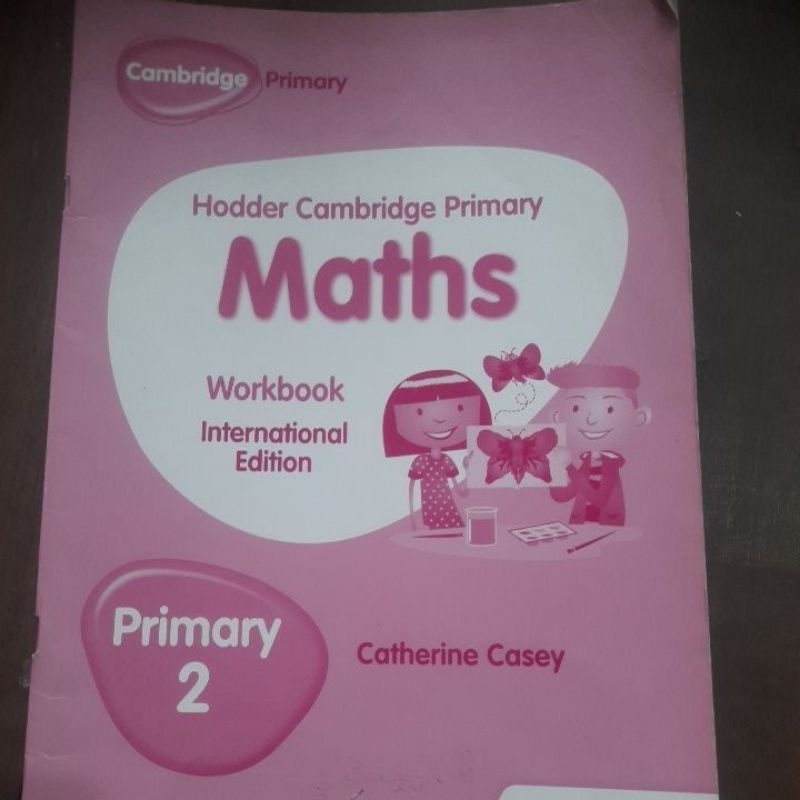 Cambridge Primary
Hodder Cambridge Primary
Maths
Workbook
International
Edition
Primary
2
Catherine Casey